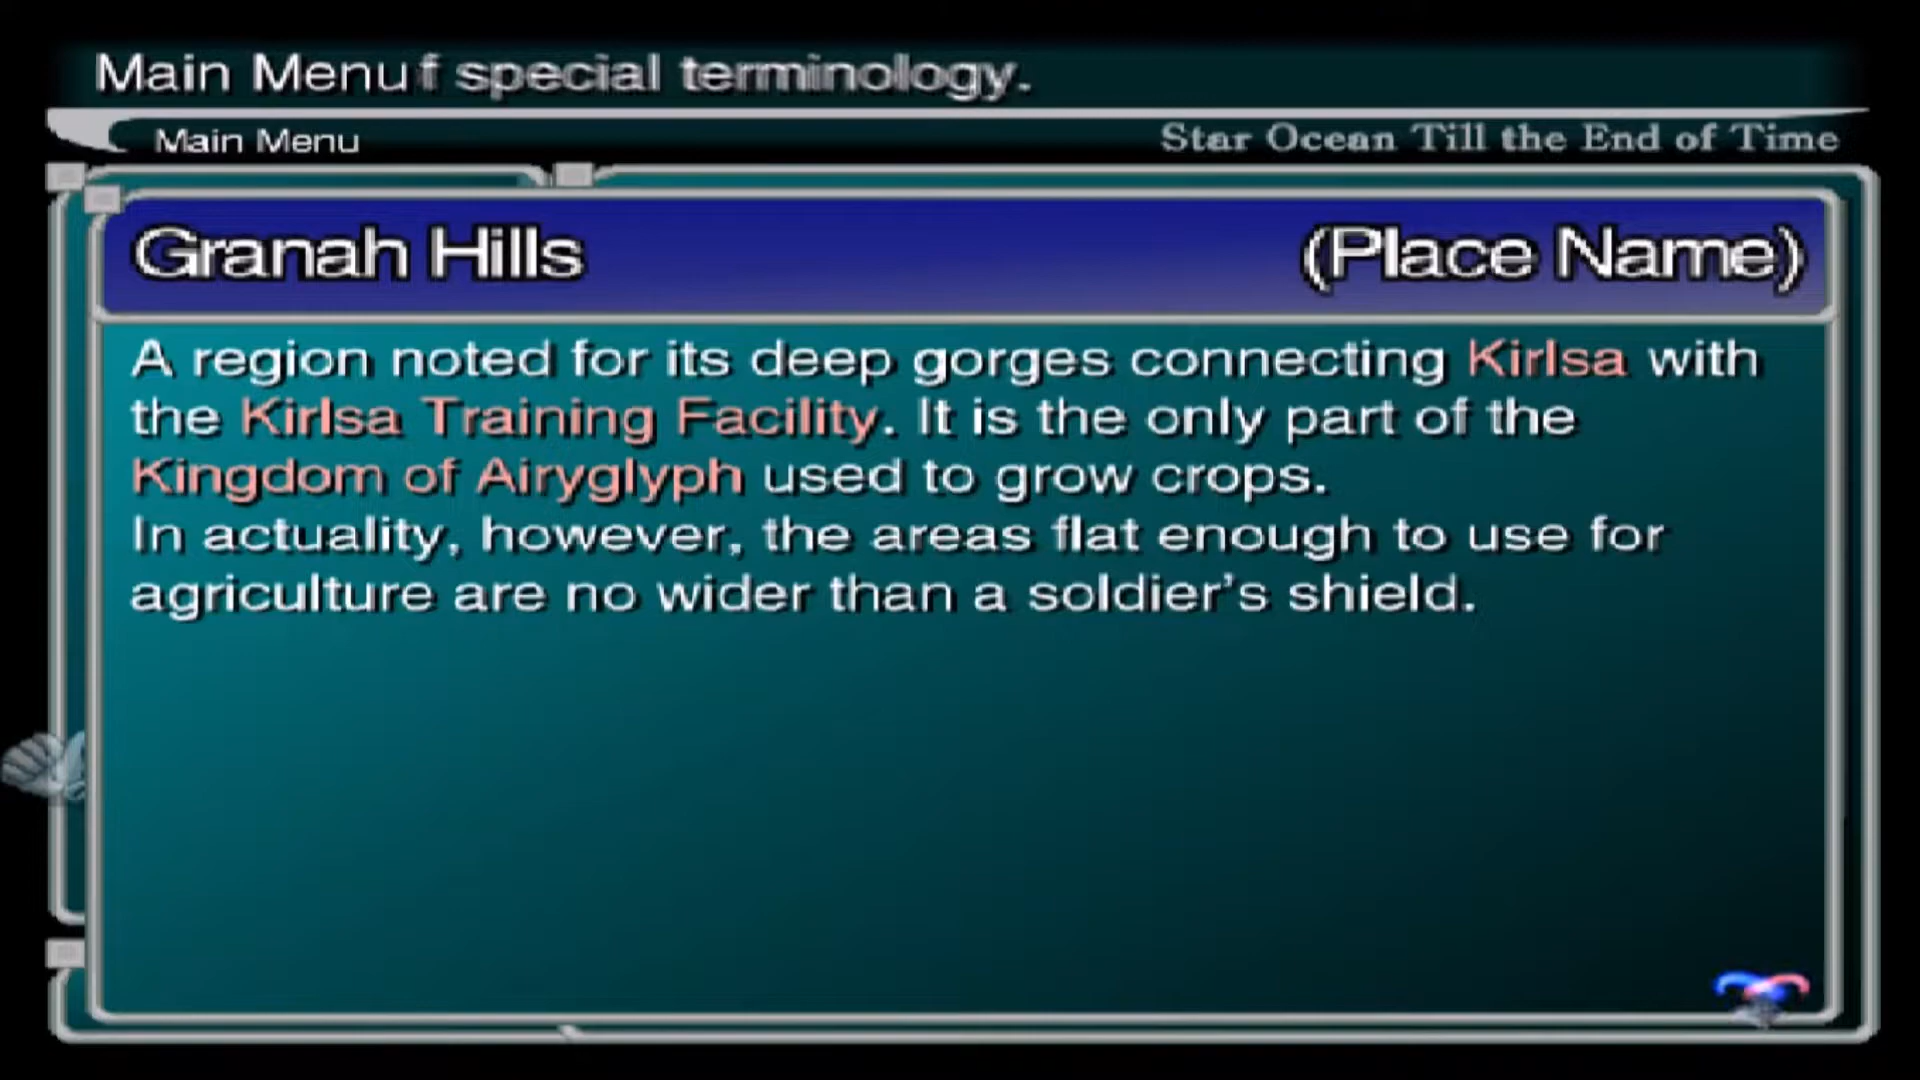 Main Menu f special terminology.
Main Menu
Star Ocean Till the End of Time
Granah Hills
(Place Name)
A region noted for its deep gorges connecting Kirlsa with
the Kirlsa Training Facility. It is the only part of the
Kingdom of Airyglyph used to grow crops.
In actuality, however, the areas flat enough to use for
agriculture are no wider than a soldier's shield.